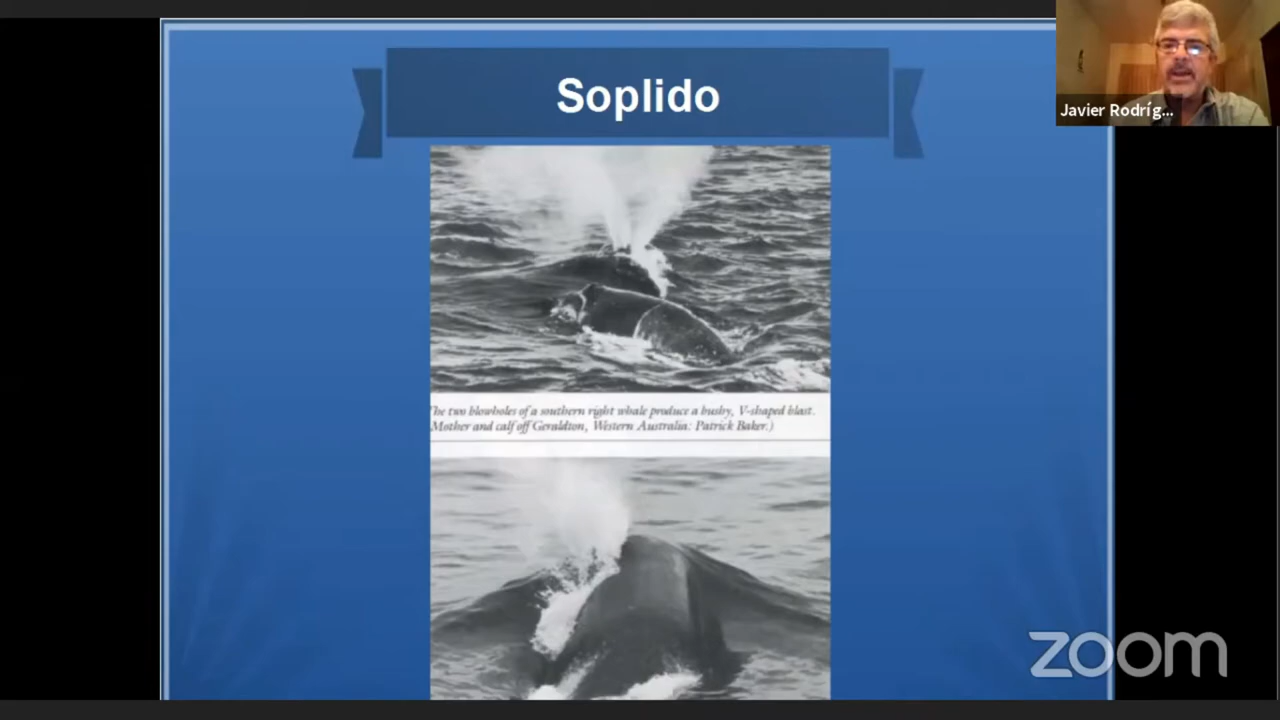 Soplido
Javier Rodríg...
The two blowholes of a southern right whale produce a bushy, V-shaped blast.
Mother and calf off Geraldton, Western Australia: Patrick Baker.)
zoom